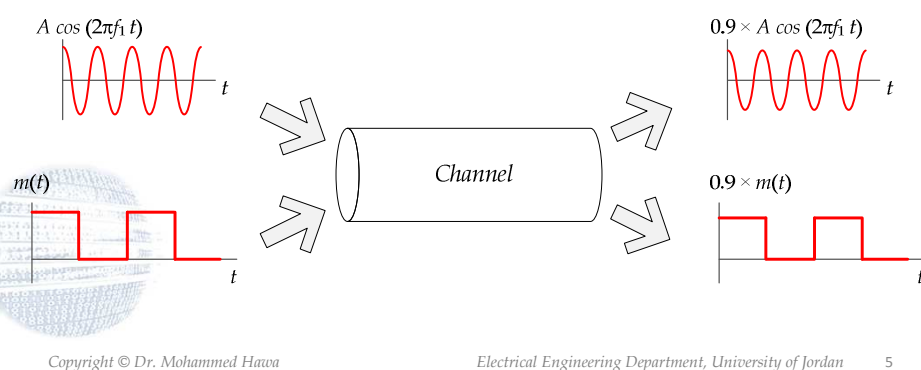 A cos (2πf₁ t)
0.9 × A cos (2πf₁ t)
t
t
m(t)
Channel
0.9 × m(t)
t
t
Copyright © Dr. Mohammed Hawa
Electrical Engineering Department, University of Jordan
5